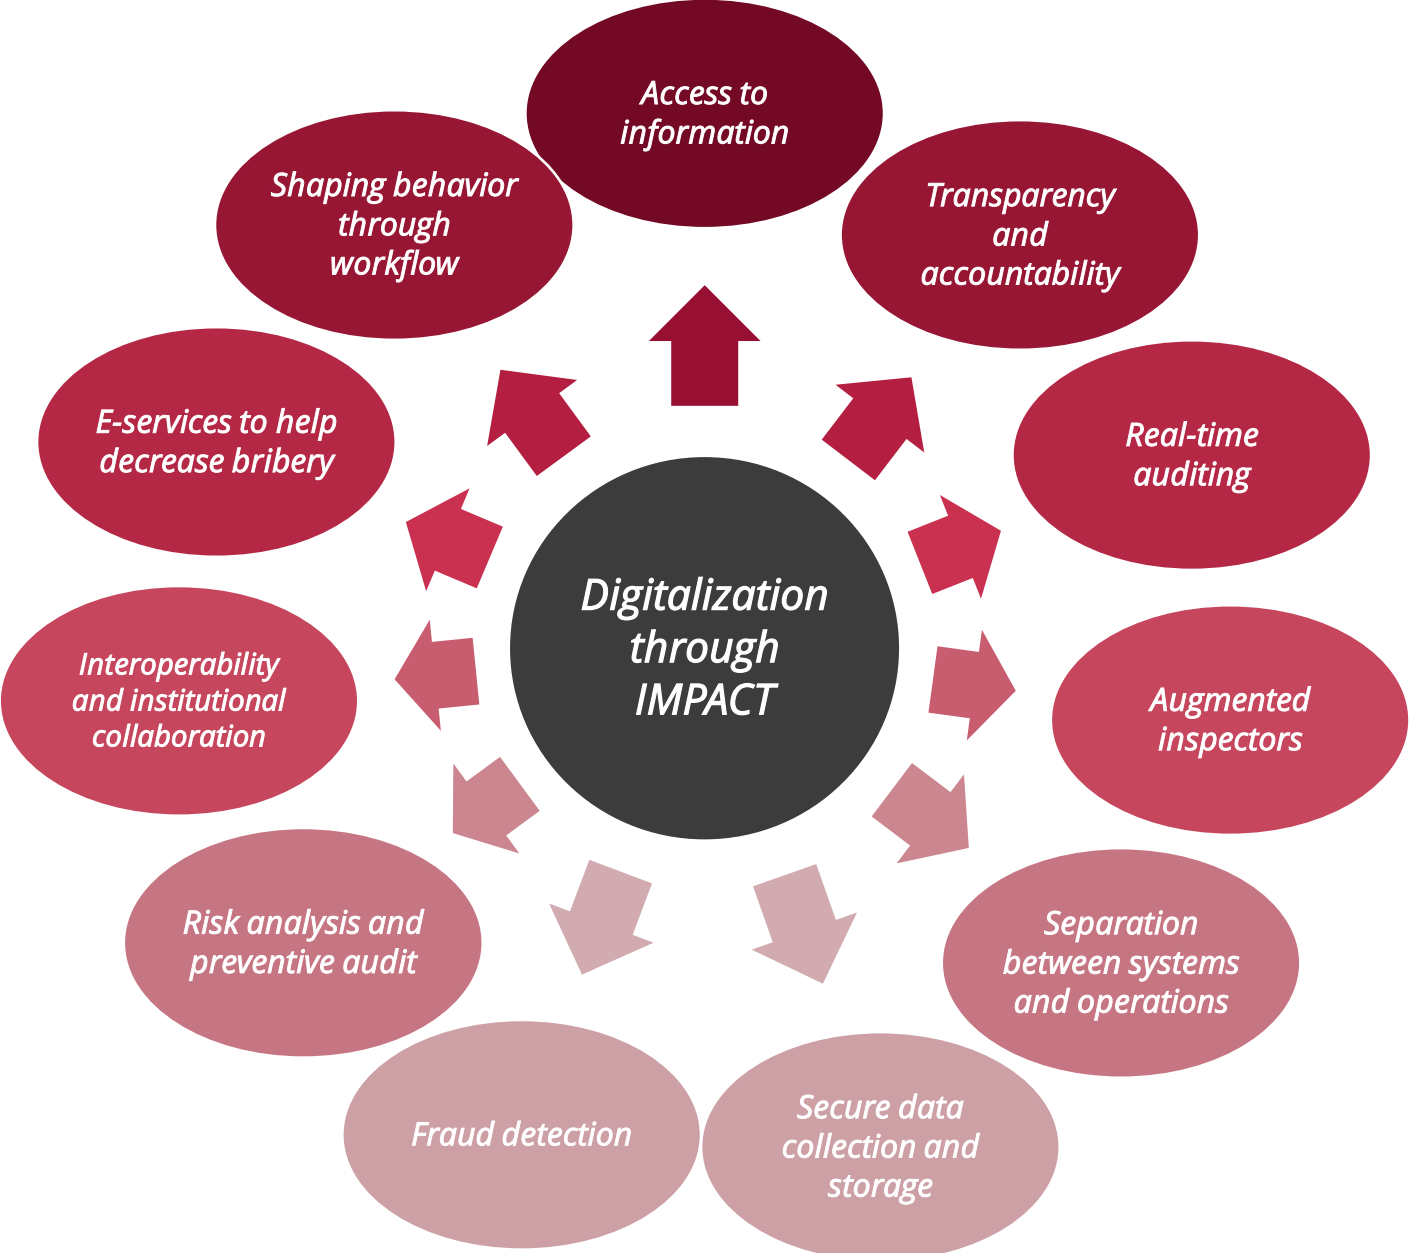 Access to
information
Transparency
and
accountability
Real-time
auditing
Augmented
inspectors
Separation
between systems
and operations
Secure data
collection and
storage
Fraud detection
Risk analysis and
preventive audit
Interoperability
and institutional
collaboration
E-services to help
decrease bribery
Shaping behavior
through
workflow
Digitalization
through
IMPACT